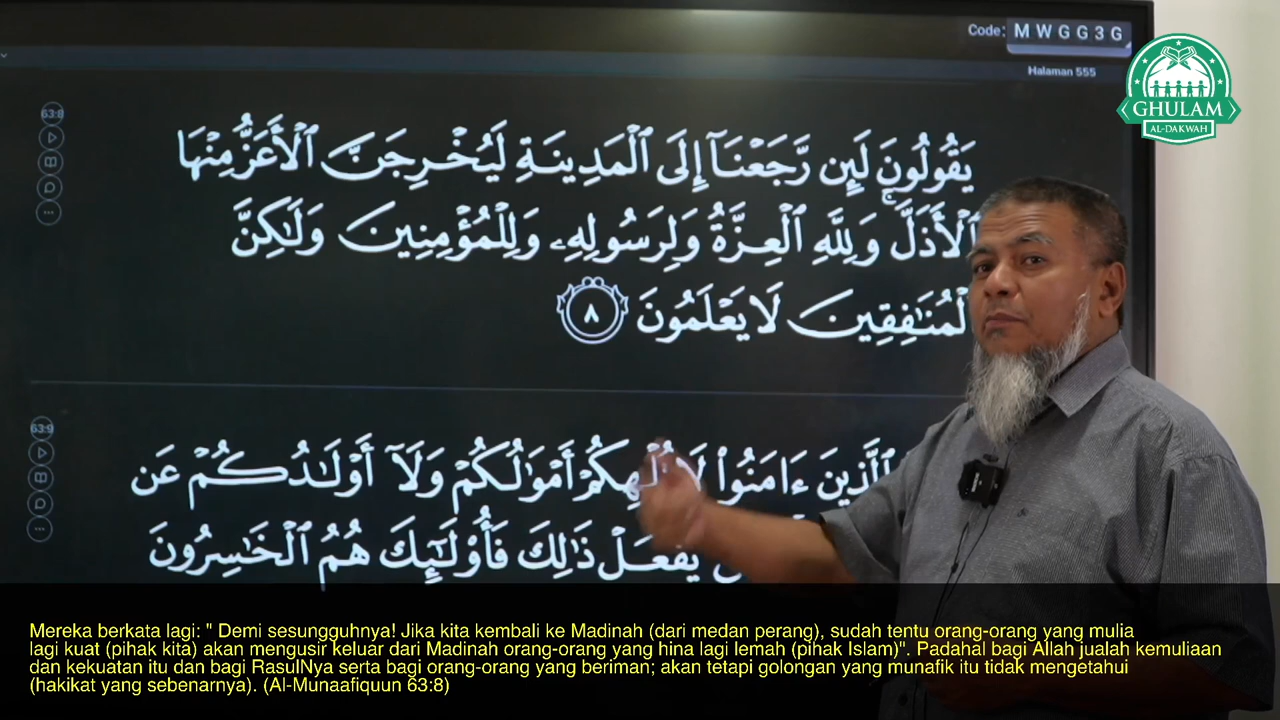 Code: MWGG3G
Halaman 555
GHULAM
AL-DAKWAH
63:8
يَقُولُونَ لَئِن رَّجَعْنَآ إِلَى ٱلْمَدِينَةِ لَيُخْرِجَنَّ ٱلْأَعَزُّ مِنْهَا
ٱلْأَذَلَّ ۚ وَلِلَّهِ ٱلْعِزَّةُ وَلِرَسُولِهِۦ وَلِلْمُؤْمِنِينَ وَلَـٰكِنَّ
ٱلْمُنَـٰفِقِينَ لَا يَعْلَمُونَ ٨
63:9
ٱلَّذِينَ ءَامَنُوا۟ لَا تُلْهِكُمْ أَمْوَٰلُكُمْ وَلَآ أَوْلَـٰدُكُمْ عَن
يَفْعَلْ ذَٰلِكَ فَأُو۟لَـٰٓئِكَ هُمُ ٱلْخَـٰسِرُونَ
Mereka berkata lagi: " Demi sesungguhnya! Jika kita kembali ke Madinah (dari medan perang), sudah tentu orang-orang yang mulia
lagi kuat (pihak kita) akan mengusir keluar dari Madinah orang-orang yang hina lagi lemah (pihak Islam)". Padahal bagi Allah jualah kemuliaan
dan kekuatan itu dan bagi RasulNya serta bagi orang-orang yang beriman; akan tetapi golongan yang munafik itu tidak mengetahui
(hakikat yang sebenarnya). (Al-Munaafiquun 63:8)